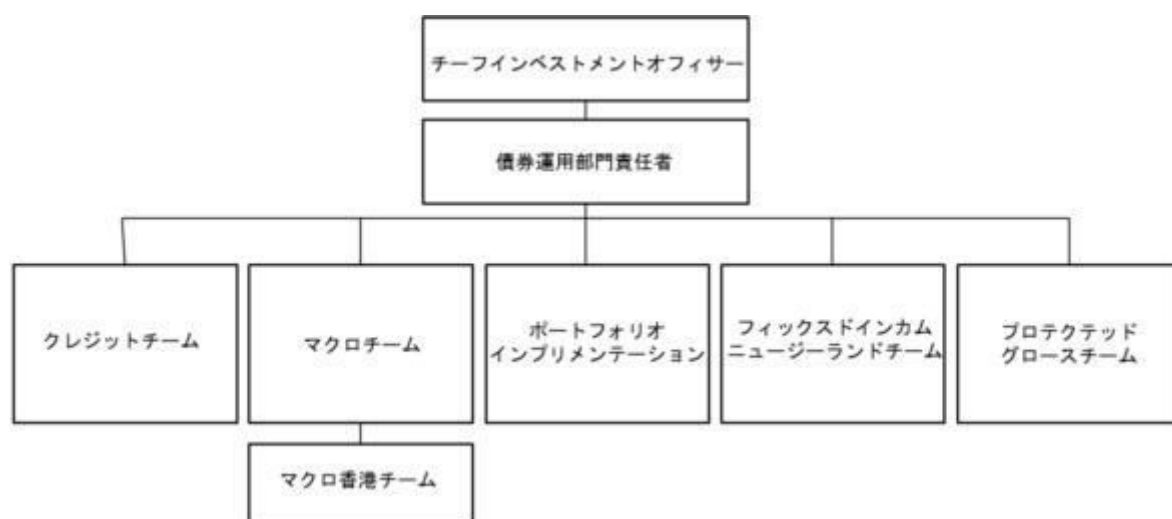 チーフインベストメントオフィサー
債券運用部門責任者
クレジットチーム
マクロチーム
ポートフォリオ
インプリメンテーション
フィックスドインカム
ニュージーランドチーム
プロテクテッド
グロースチーム
マクロ香港チーム